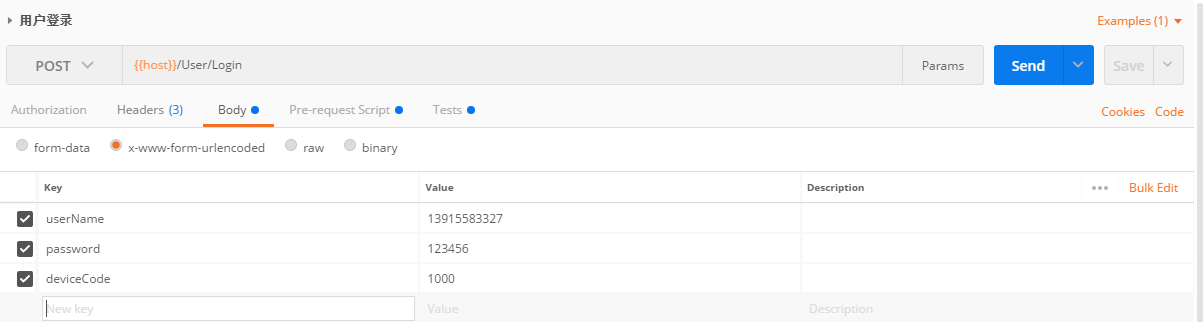 用户登录 Examples (1)
POST {{host}}/User/Login Params Send Save
Authorization Headers (3) Body Pre-request Script Tests Cookies Code
form-data x-www-form-urlencoded raw binary
Key Value Description Bulk Edit
userName 13915583327
password 123456
deviceCode 1000
New key Value Description